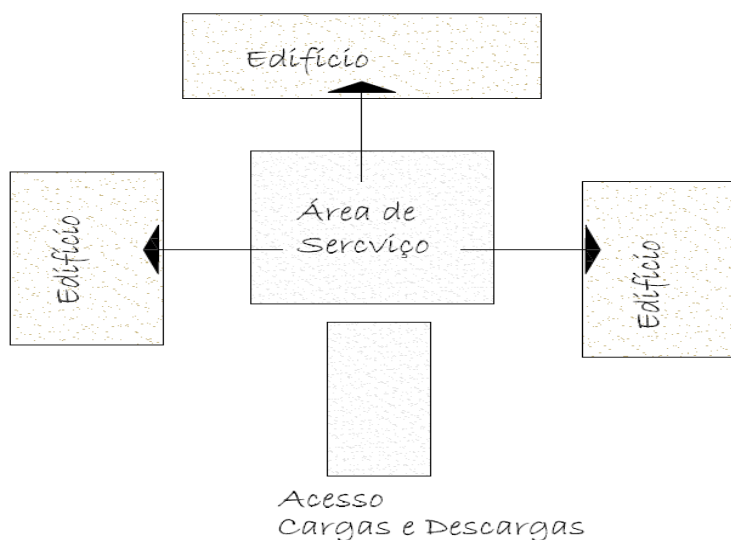 Edifício
Área de
Sercviço
Edifício
Edifício
Acesso
Cargas e Descargas